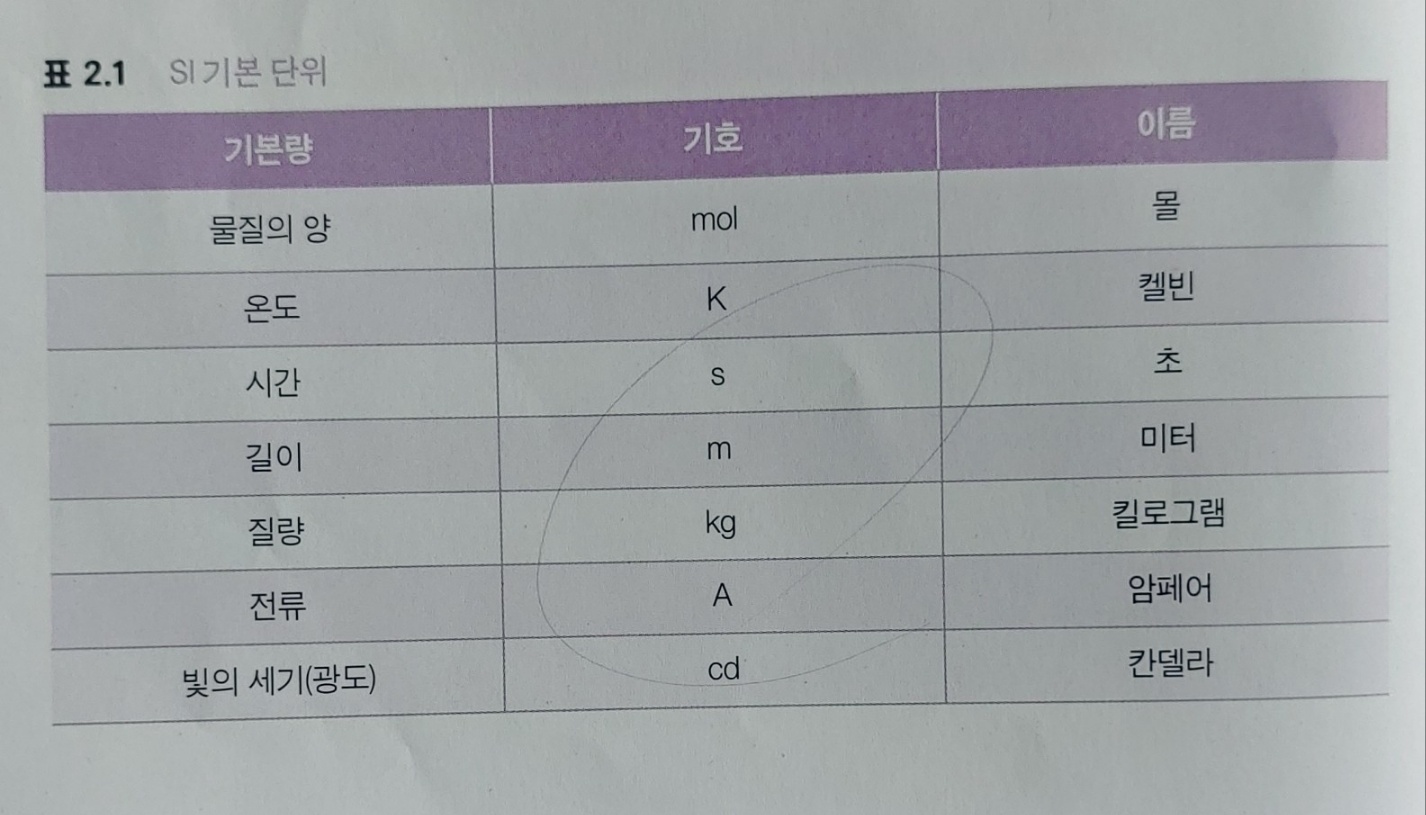 표 2.1 SI 기본 단위
기본량 기호 이름
물질의 양 mol 몰
온도 K 켈빈
시간 s 초
길이 m 미터
질량 kg 킬로그램
전류 A 암페어
빛의 세기(광도) cd 칸델라